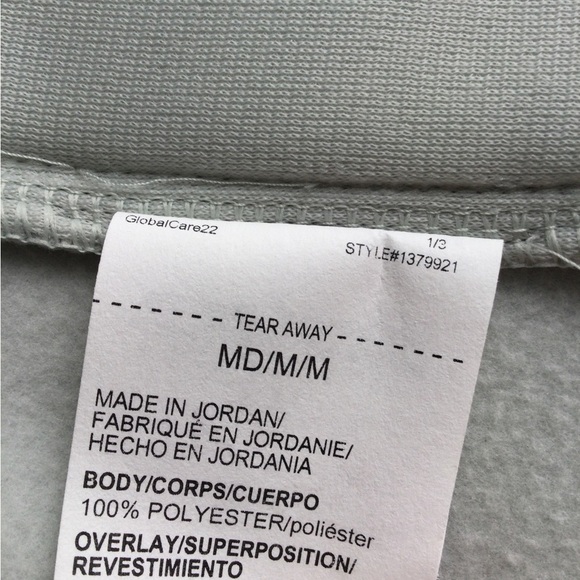 GlobalCare22
1/3
STYLE#1379921
TEAR AWAY
MD/M/M
MADE IN JORDAN/
FABRIQUÉ EN JORDANIE/
HECHO EN JORDANIA
BODY/CORPS/CUERPO
100% POLYESTER/poliéster
OVERLAY/SUPERPOSITION/
REVESTIMIENTO